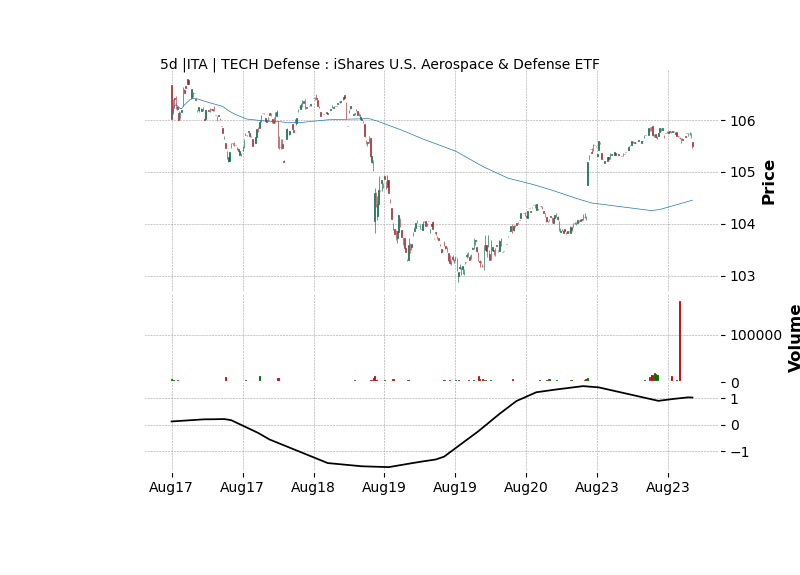 5d |ITA | TECH Defense : iShares U.S. Aerospace & Defense ETF
106
105
104
103
Price
100000
0
Volume
1
0
−1
Aug17 Aug17 Aug18 Aug19 Aug19 Aug20 Aug23 Aug23